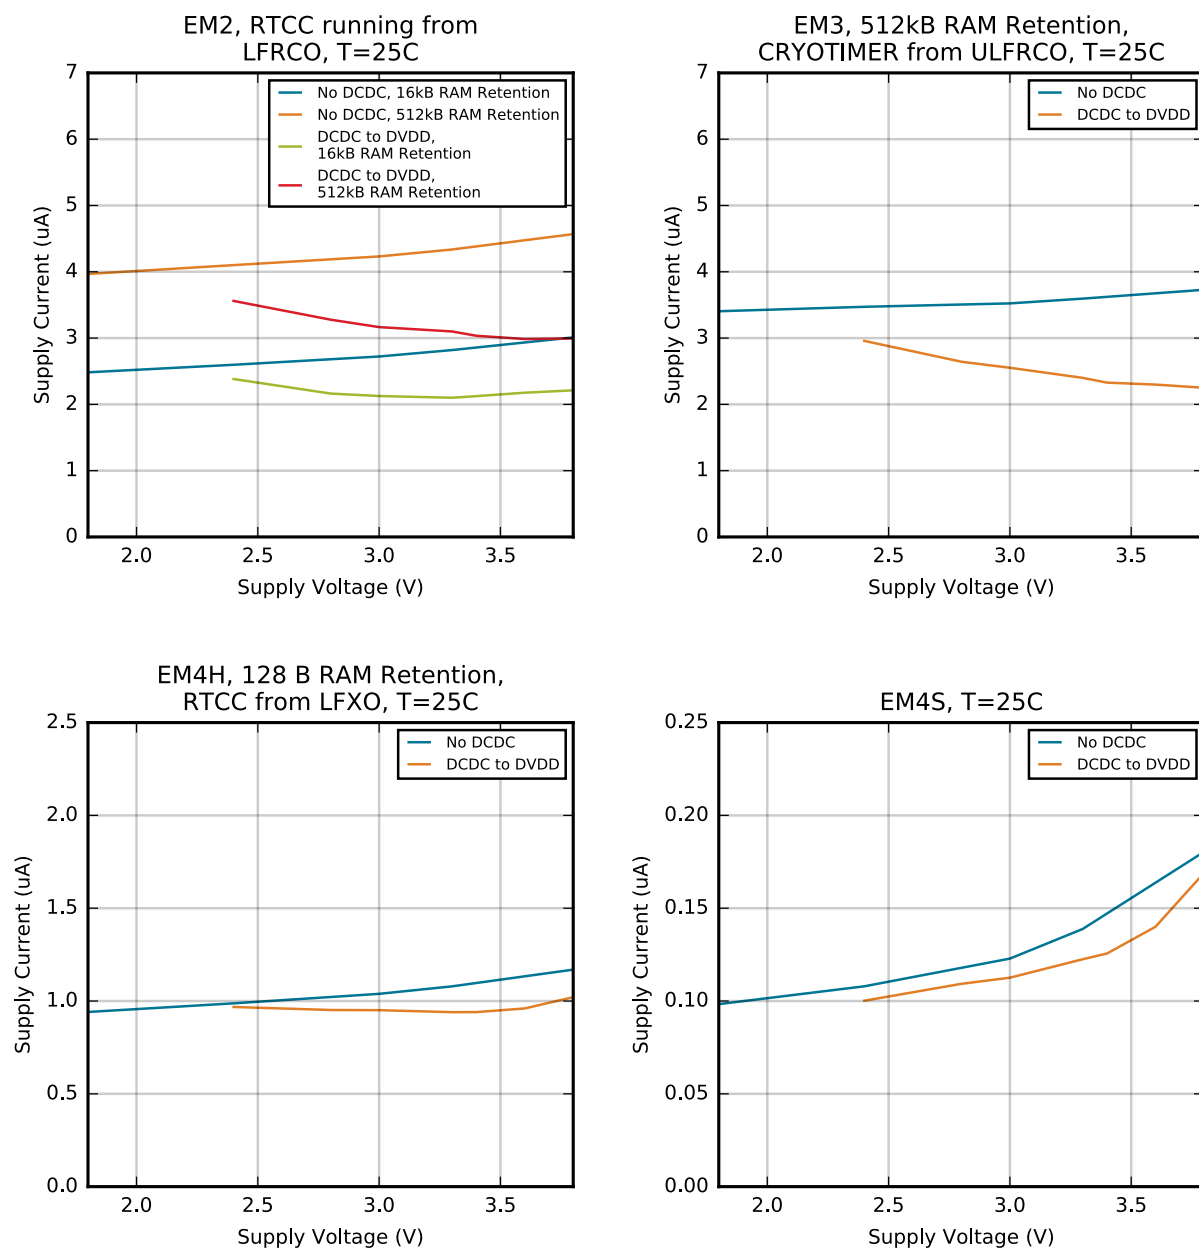 EM2, RTCC running from
LFRCO, T=25C
7
6
5
4
3
2
1
0
Supply Current (uA)
No DCDC, 16kB RAM Retention
No DCDC, 512kB RAM Retention
DCDC to DVDD,
16kB RAM Retention
DCDC to DVDD,
512kB RAM Retention
2.0 2.5 3.0 3.5
Supply Voltage (V)
EM3, 512kB RAM Retention,
CRYOTIMER from ULFRCO, T=25C
7
6
5
4
3
2
1
0
Supply Current (uA)
No DCDC
DCDC to DVDD
2.0 2.5 3.0 3.5
Supply Voltage (V)
EM4H, 128 B RAM Retention,
RTCC from LFXO, T=25C
2.5
2.0
1.5
1.0
0.5
0.0
Supply Current (uA)
No DCDC
DCDC to DVDD
2.0 2.5 3.0 3.5
Supply Voltage (V)
EM4S, T=25C
0.25
0.20
0.15
0.10
0.05
0.00
Supply Current (uA)
No DCDC
DCDC to DVDD
2.0 2.5 3.0 3.5
Supply Voltage (V)